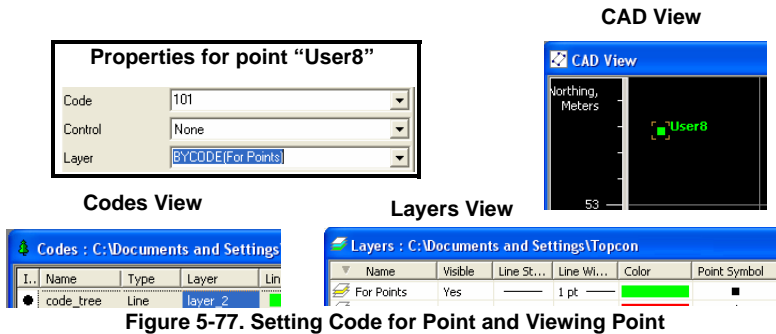 CAD View
Properties for point “User8”
Code 101
Control None
Layer BYCODE(For Points)
CAD View
Northing,
Meters
User8
53
Codes View
Layers View
Codes : C:\Documents and Settings
I.. Name Type Layer Lin
code_tree Line layer_2
Layers : C:\Documents and Settings\Topcon
Name Visible Line St... Line Wi... Color Point Symbol
For Points Yes 1 pt
Figure 5-77. Setting Code for Point and Viewing Point